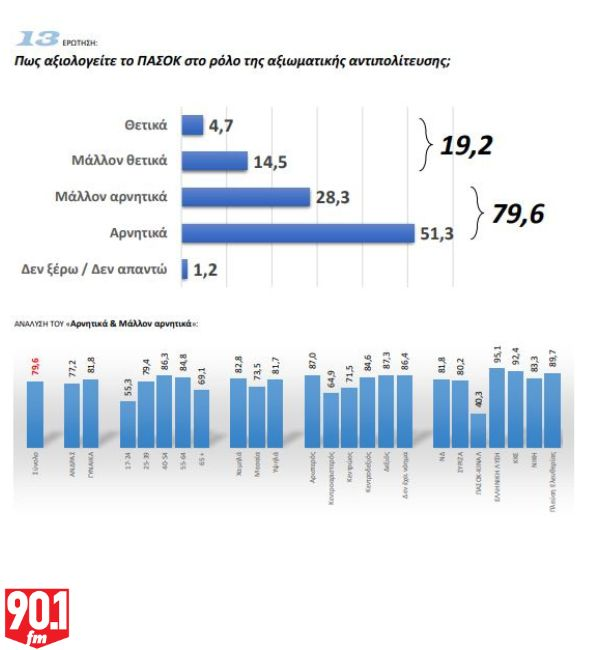 13 ΕΡΩΤΗΣΗ:
Πως αξιολογείτε το ΠΑΣΟΚ στο ρόλο της αξιωματικής αντιπολίτευσης;
Θετικά 4,7
Μάλλον θετικά 14,5
19,2
Μάλλον αρνητικά 28,3
Αρνητικά 51,3
79,6
Δεν ξέρω / Δεν απαντώ 1,2
ΑΝΑΛΥΣΗ ΤΟΥ «Αρνητικά & Μάλλον αρνητικά»:
79,6
77,2
81,8
55,3
79,4
86,3
84,8
69,1
82,8
73,5
81,7
87,0
64,9
71,5
84,6
87,3
86,4
81,8
80,2
40,3
95,1
92,4
83,3
89,7
Σύνολο
ΑΝΔΡΑΣ
ΓΥΝΑΙΚΑ
17-24
25-39
40-54
55-64
65 +
Χαμηλά
Μεσαία
Υψηλά
Αριστερός
Κεντροαριστερός
Κεντρώος
Κεντροδεξιός
Δεξιός
Δεν έχει νόημα
ΝΔ
ΣΥΡΙΖΑ
ΠΑΣΟΚ-ΚΙΝΑΛ
ΕΛΛΗΝΙΚΗ ΛΥΣΗ
ΚΚΕ
ΝΙΚΗ
Πλεύση Ελευθερίας
90.1
fm